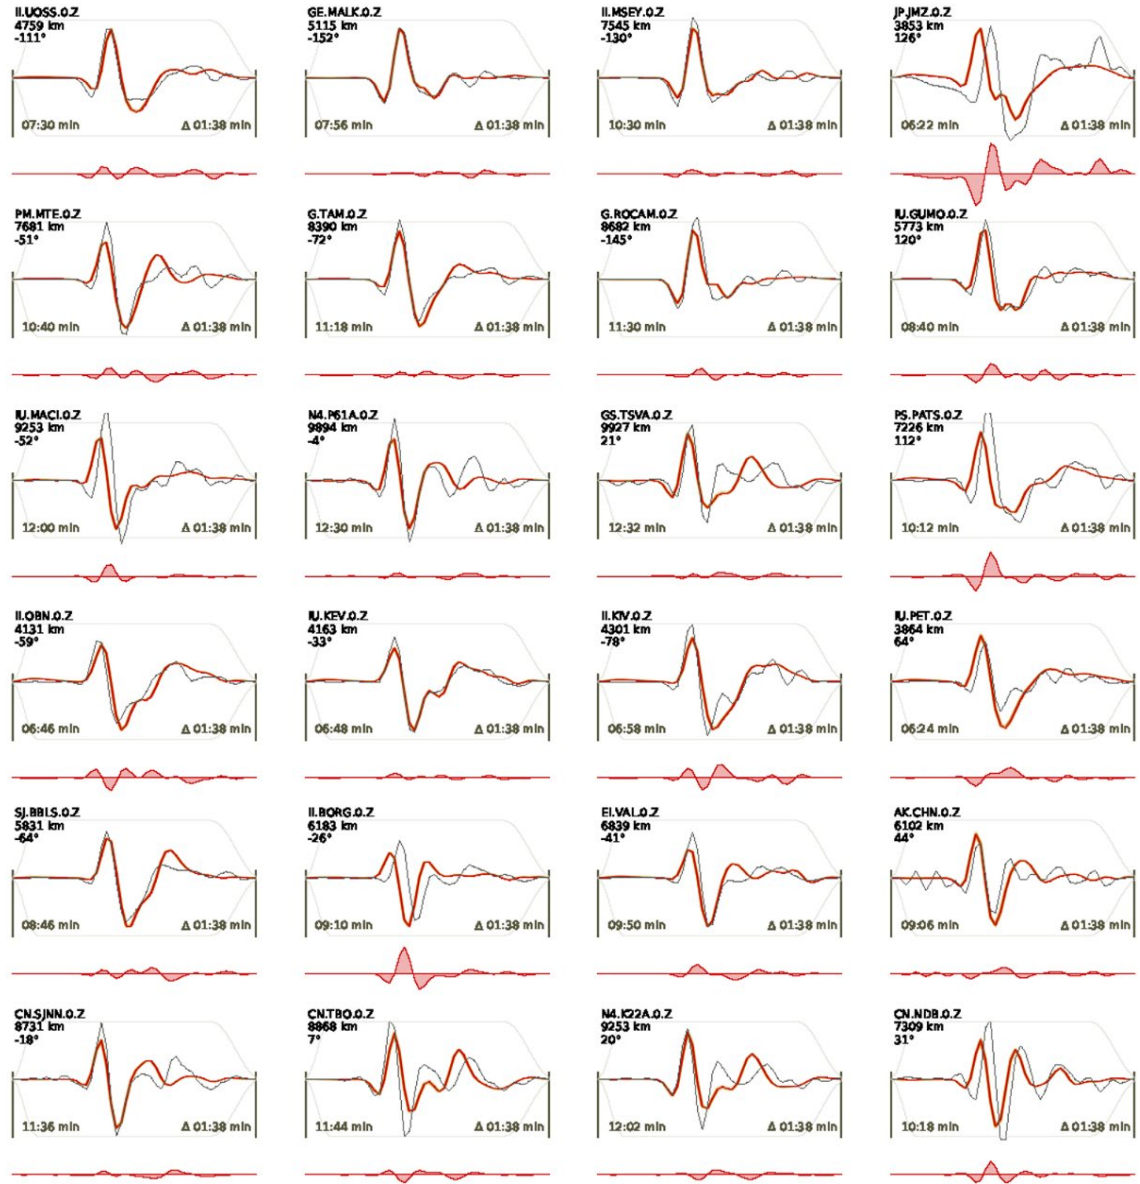 II.UOSS.0.Z
4759 km
-111°
07:30 min Δ 01:38 min
GE.MALK.0.Z
5115 km
-152°
07:56 min Δ 01:38 min
II.MSEY.0.Z
7545 km
-130°
10:30 min Δ 01:38 min
JP.JMZ.0.Z
3853 km
126°
06:22 min Δ 01:38 min
PM.MTE.0.Z
7681 km
-51°
10:40 min Δ 01:38 min
G.TAM.0.Z
8390 km
-72°
11:18 min Δ 01:38 min
G.ROCAM.0.Z
8682 km
-145°
11:30 min Δ 01:38 min
IU.GUMO.0.Z
5773 km
120°
08:40 min Δ 01:38 min
IU.MACI.0.Z
9253 km
-52°
12:00 min Δ 01:38 min
N4.P61A.0.Z
9894 km
-4°
12:30 min Δ 01:38 min
GS.TSVA.0.Z
9927 km
21°
12:32 min Δ 01:38 min
PS.PATS.0.Z
7226 km
112°
10:12 min Δ 01:38 min
II.OBN.0.Z
4131 km
-59°
06:46 min Δ 01:38 min
IU.KEV.0.Z
4163 km
-33°
06:48 min Δ 01:38 min
II.KIV.0.Z
4301 km
-78°
06:58 min Δ 01:38 min
IU.PET.0.Z
3864 km
64°
06:24 min Δ 01:38 min
SJ.BBLS.0.Z
5831 km
-64°
08:46 min Δ 01:38 min
II.BORG.0.Z
6183 km
-26°
09:10 min Δ 01:38 min
EI.VAL.0.Z
6839 km
-41°
09:50 min Δ 01:38 min
AK.CHN.0.Z
6102 km
44°
09:06 min Δ 01:38 min
CN.SJNN.0.Z
8731 km
-18°
11:36 min Δ 01:38 min
CN.TBO.0.Z
8868 km
7°
11:44 min Δ 01:38 min
N4.K22A.0.Z
9253 km
20°
12:02 min Δ 01:38 min
CN.NDB.0.Z
7309 km
31°
10:18 min Δ 01:38 min